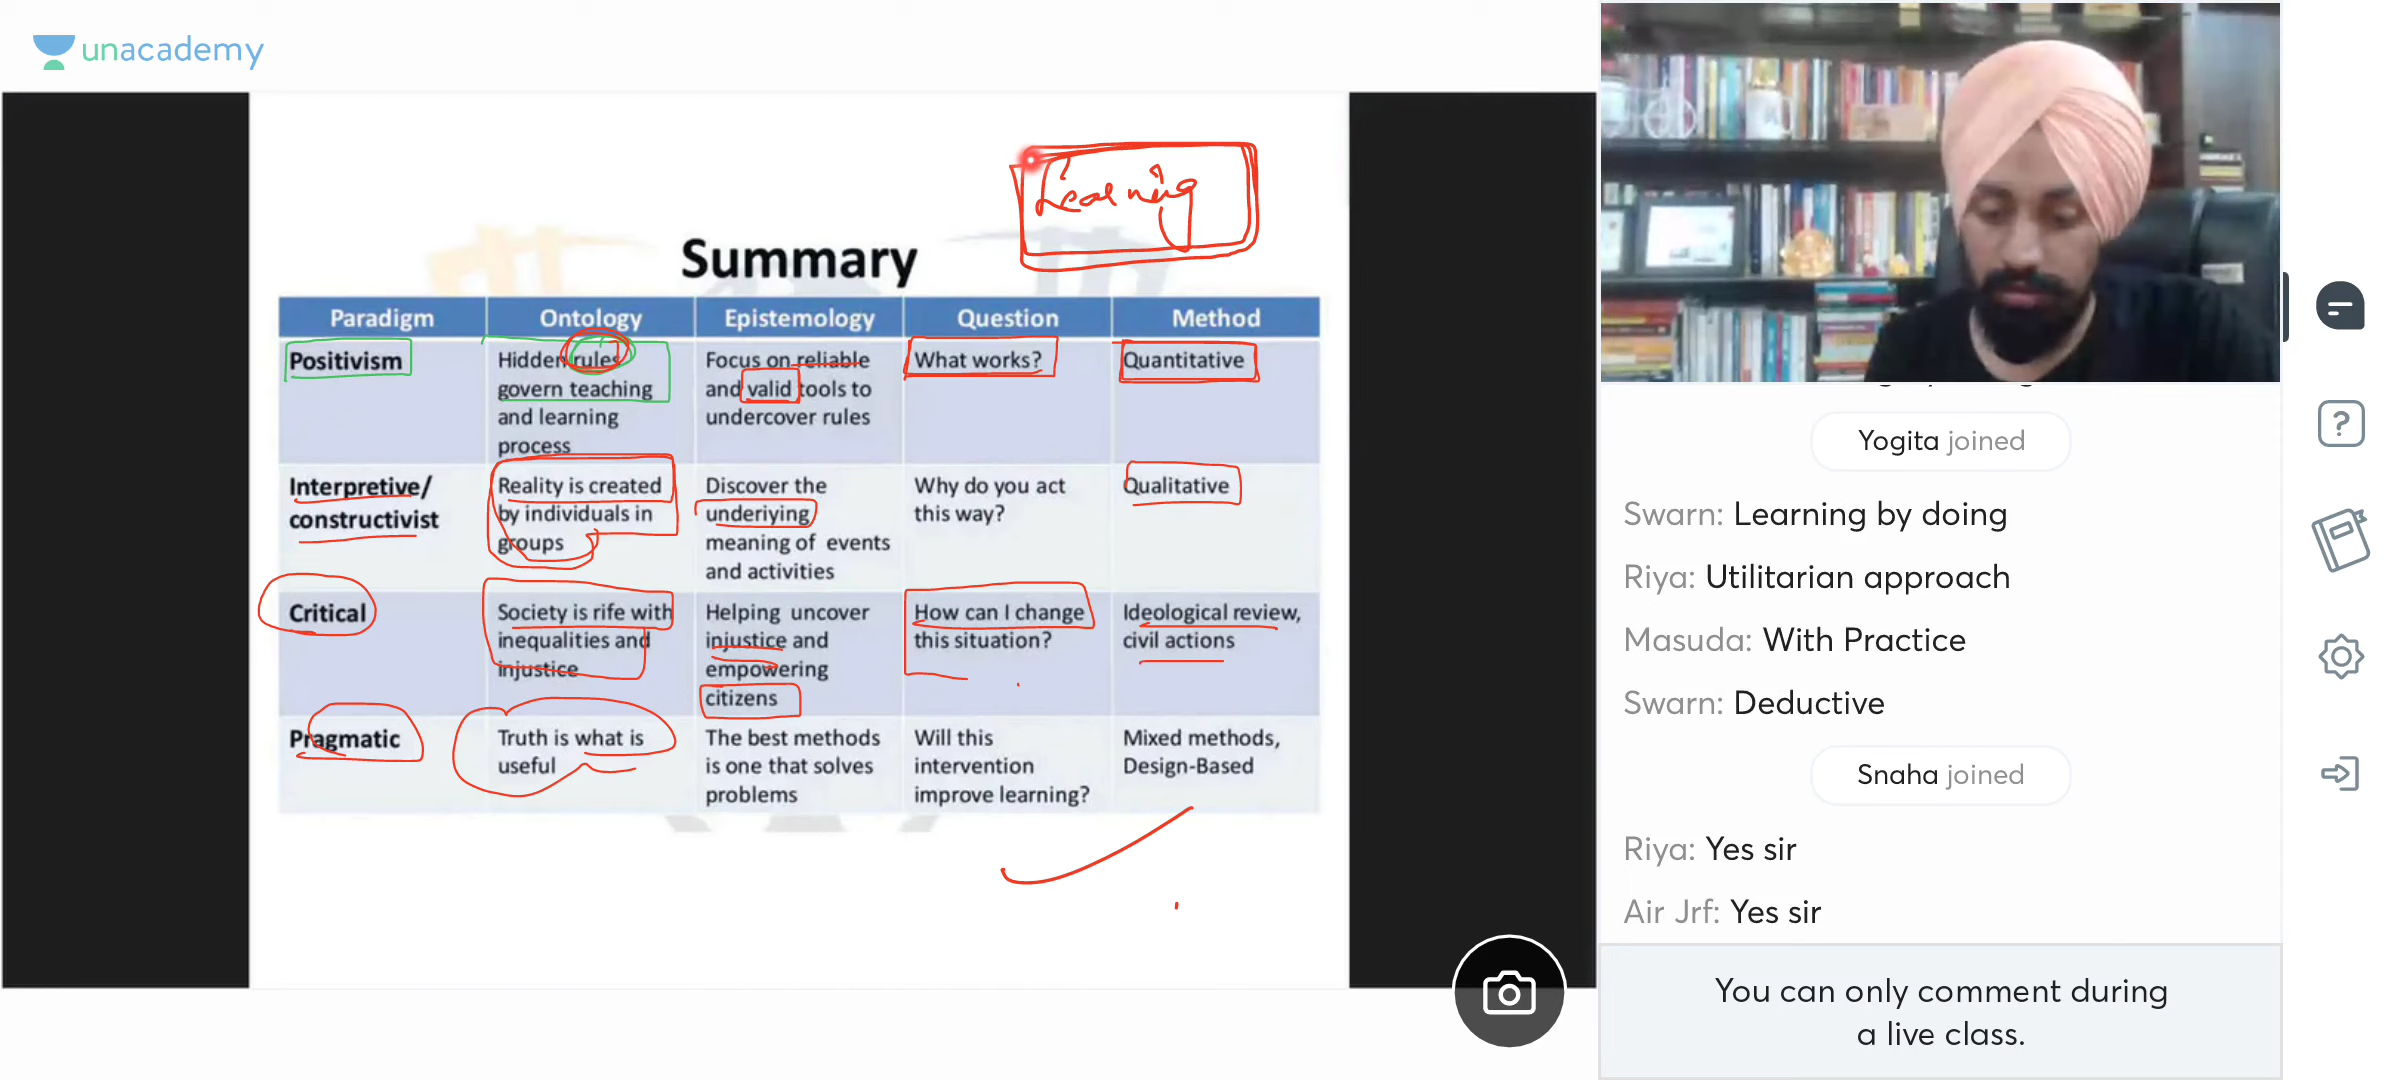 unacademy
Learning
Summary
Paradigm Ontology Epistemology Question Method
Positivism
Hidden rules
govern teaching
and learning
process
Focus on reliable
and valid tools to
undercover rules
What works?
Quantitative
Interpretive/
constructivist
Reality is created
by individuals in
groups
Discover the
underiying
meaning of events
and activities
Why do you act
this way?
Qualitative
Critical
Society is rife with
inequalities and
injustice
Helping uncover
injustice and
empowering
citizens
How can I change
this situation?
Ideological review,
civil actions
Pragmatic
Truth is what is
useful
The best methods
is one that solves
problems
Will this
intervention
improve learning?
Mixed methods,
Design-Based
Yogita joined
Swarn: Learning by doing
Riya: Utilitarian approach
Masuda: With Practice
Swarn: Deductive
Snaha joined
Riya: Yes sir
Air Jrf: Yes sir
You can only comment during
a live class.